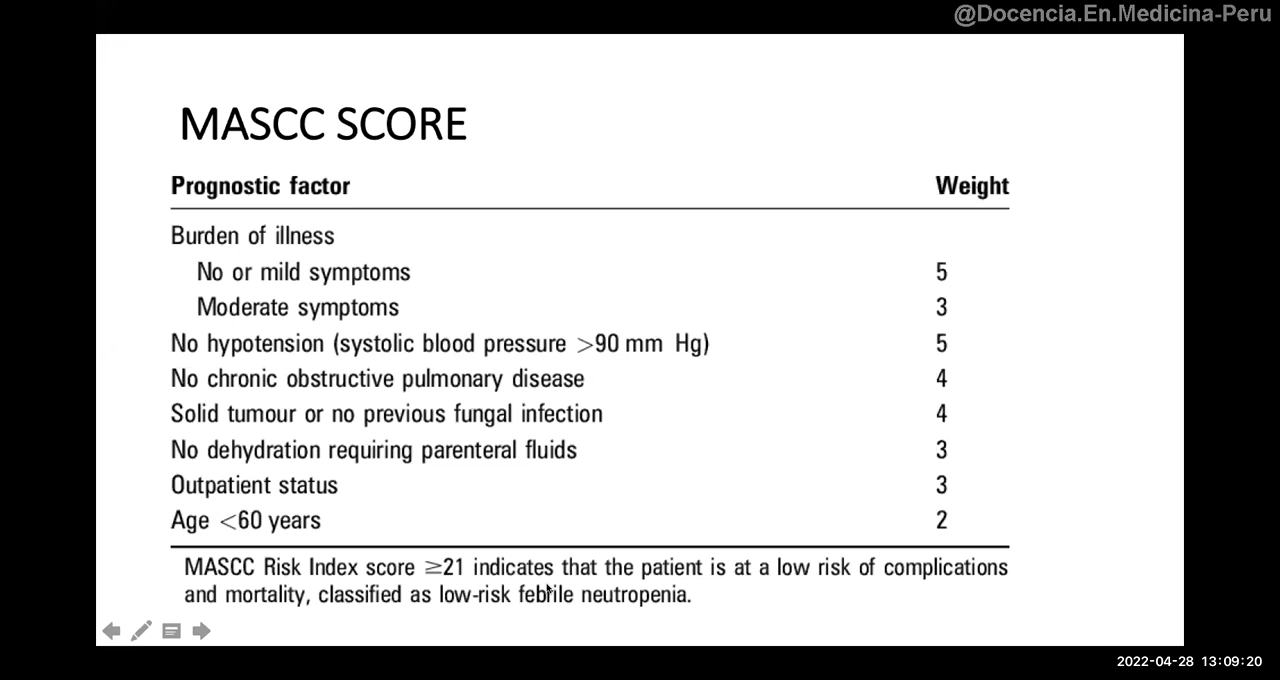 @Docencia.En.Medicina-Peru
MASCC SCORE
Prognostic factor Weight
Burden of illness
No or mild symptoms 5
Moderate symptoms 3
No hypotension (systolic blood pressure >90 mm Hg) 5
No chronic obstructive pulmonary disease 4
Solid tumour or no previous fungal infection 4
No dehydration requiring parenteral fluids 3
Outpatient status 3
Age <60 years 2
MASCC Risk Index score ≥21 indicates that the patient is at a low risk of complications
and mortality, classified as low-risk febrile neutropenia.
2022-04-28 13:09:20